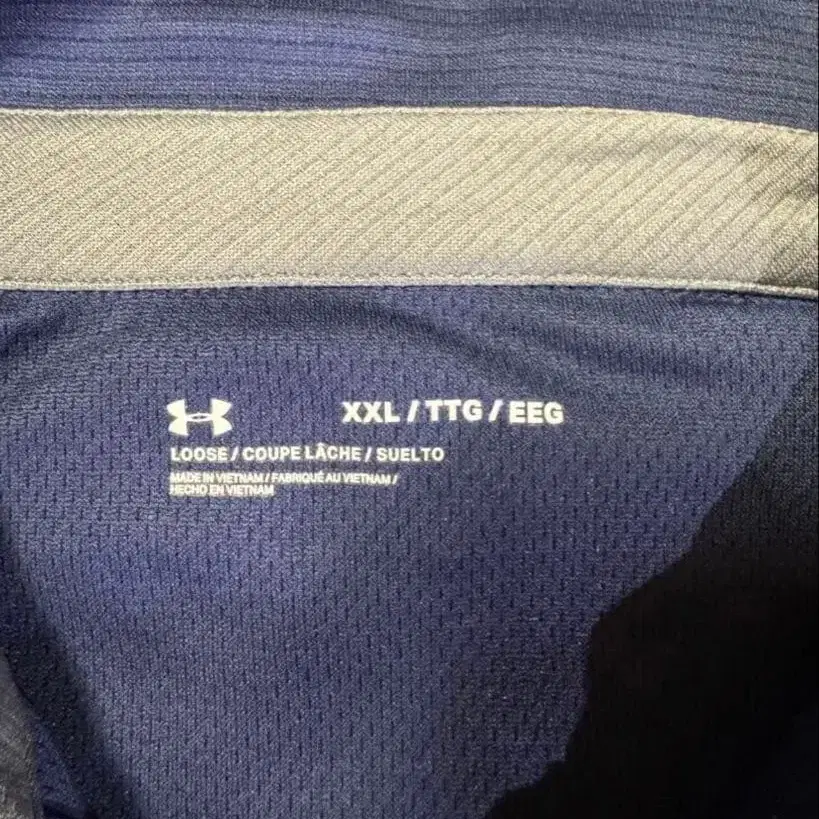 XXL / TTG / EEG
LOOSE / COUPE LÂCHE / SUELTO
MADE IN VIETNAM / FABRIQUÉ AU VIETNAM /
HECHO EN VIETNAM